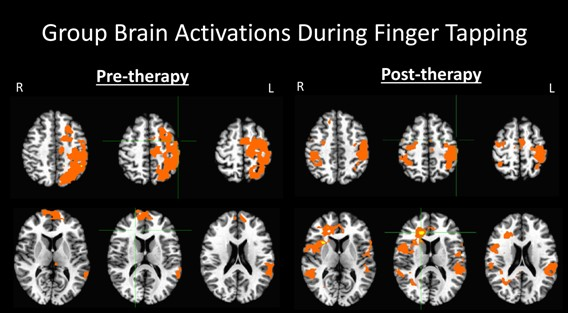 Group Brain Activations During Finger Tapping
Pre-therapy
Post-therapy
R
L
R
L